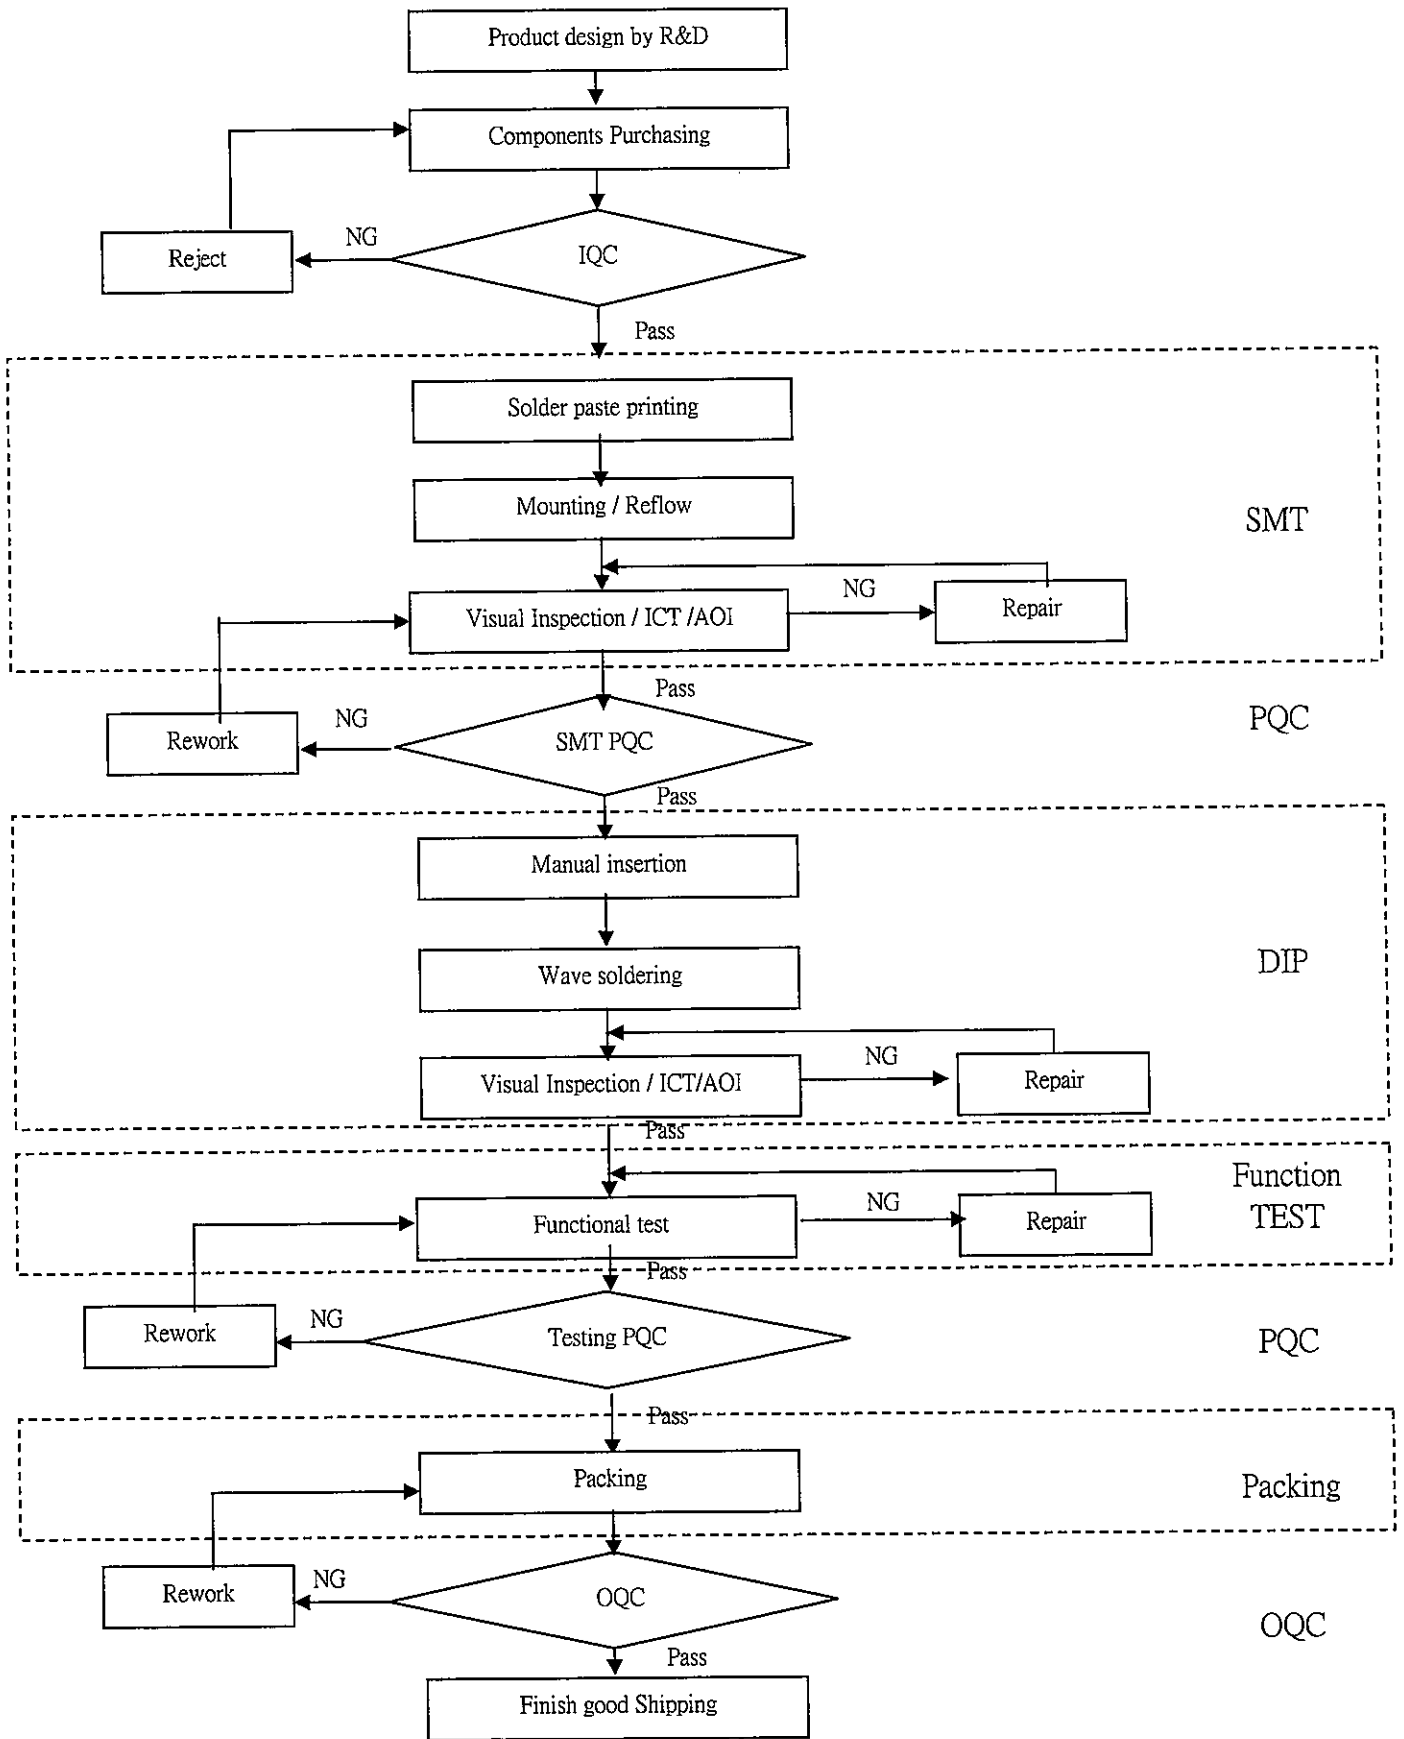 Product design by R&D
Components Purchasing
NG
Reject
IQC
Pass
Solder paste printing
Mounting / Reflow
SMT
NG
Visual Inspection / ICT /AOI
Repair
Pass
PQC
NG
Rework
SMT PQC
Pass
Manual insertion
DIP
Wave soldering
NG
Visual Inspection / ICT/AOI
Repair
Pass
Function
TEST
NG
Functional test
Repair
Pass
NG
Rework
Testing PQC
PQC
Pass
Packing
Packing
NG
Rework
OQC
OQC
Pass
Finish good Shipping